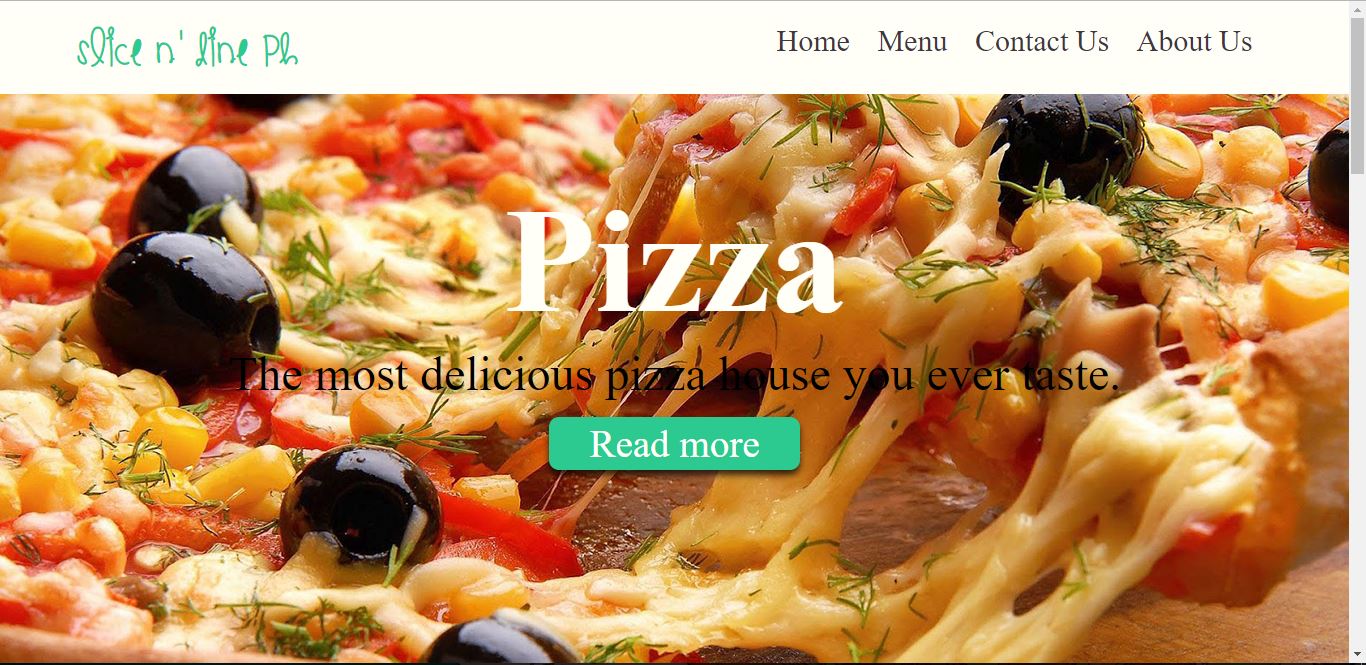 slice n' line Ph
Home Menu Contact Us About Us
Pizza
The most delicious pizza house you ever taste.
Read more